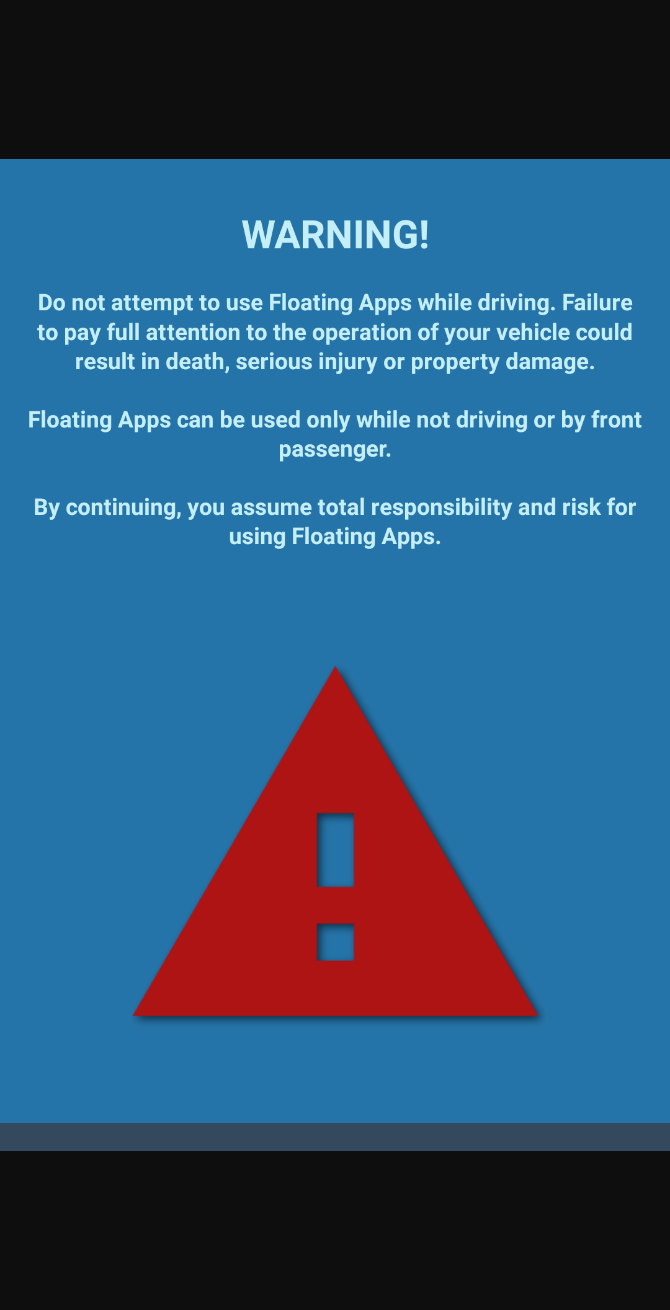 WARNING!
Do not attempt to use Floating Apps while driving. Failure
to pay full attention to the operation of your vehicle could
result in death, serious injury or property damage.
Floating Apps can be used only while not driving or by front
passenger.
By continuing, you assume total responsibility and risk for
using Floating Apps.